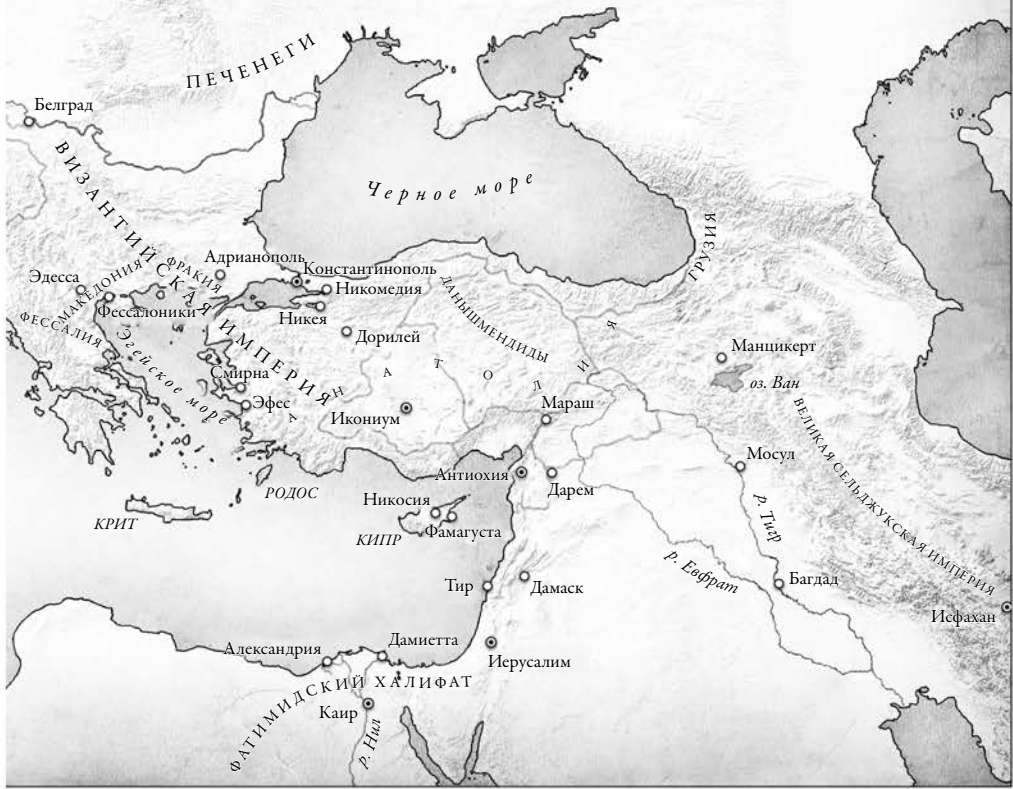 ПЕЧЕНЕГИ
Белград
ВИЗАНТИЙСКАЯ ИМПЕРИЯ
Черное море
ГРУЗИЯ
Адрианополь
Константинополь
ФРАКИЯ
Эдесса
МАКЕДОНИЯ
Никомедия
ДАНЫШМЕНДИДЫ
Фессалоники
Никея
ФЕССАЛИЯ
Дорилей
Эгейское море
АНАТОЛИЯ
Манцикерт
оз. Ван
Смирна
Эфес
Икониум
Мараш
ВЕЛИКАЯ СЕЛЬДЖУКСКАЯ ИМПЕРИЯ
Мосул
Антиохия
Дарем
РОДОС
Никосия
р. Тигр
КРИТ
Фамагуста
КИПР
р. Евфрат
Тир
Дамаск
Багдад
Исфахан
Дамиетта
Александрия
Иерусалим
ФАТИМИДСКИЙ ХАЛИФАТ
Каир
р. Нил